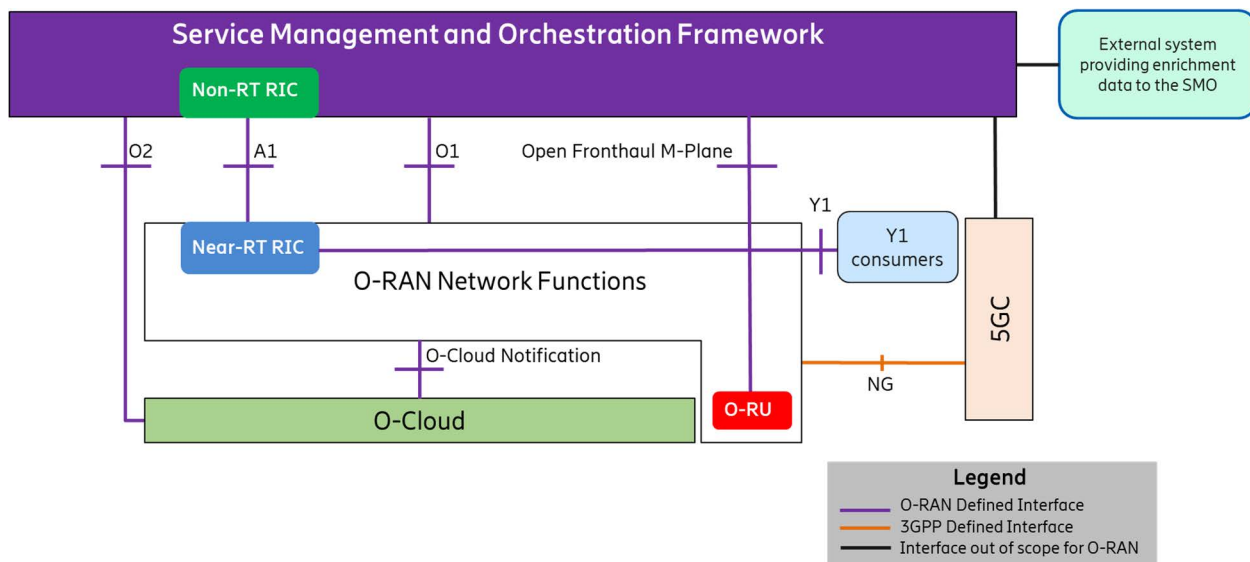 Service Management and Orchestration Framework
External system
providing enrichment
data to the SMO
Non-RT RIC
O2
A1
O1
Open Fronthaul M-Plane
Y1
Near-RT RIC
Y1
consumers
O-RAN Network Functions
5GC
O-Cloud Notification
NG
O-Cloud
O-RU
Legend
O-RAN Defined Interface
3GPP Defined Interface
Interface out of scope for O-RAN